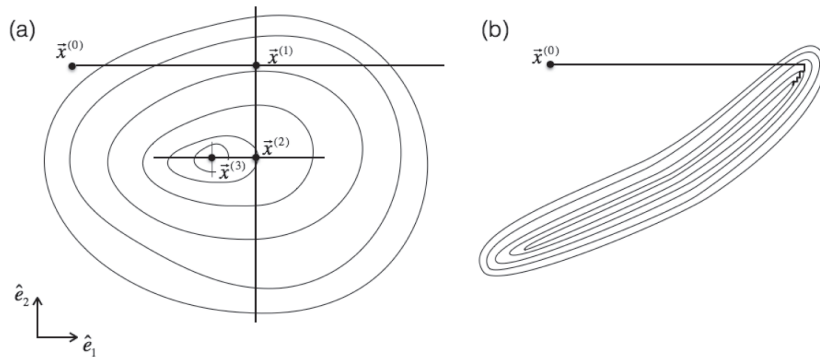 (a)
x⃗⁽⁰⁾
x⃗⁽¹⁾
x⃗⁽²⁾
x⃗⁽³⁾
ê₂
ê₁
(b)
x⃗⁽⁰⁾